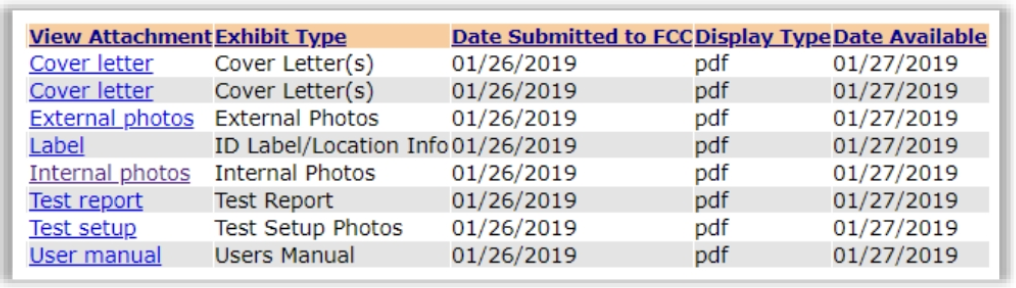 View Attachment Exhibit Type Date Submitted to FCC Display Type Date Available
Cover letter Cover Letter(s) 01/26/2019 pdf 01/27/2019
Cover letter Cover Letter(s) 01/26/2019 pdf 01/27/2019
External photos External Photos 01/26/2019 pdf 01/27/2019
Label ID Label/Location Info 01/26/2019 pdf 01/27/2019
Internal photos Internal Photos 01/26/2019 pdf 01/27/2019
Test report Test Report 01/26/2019 pdf 01/27/2019
Test setup Test Setup Photos 01/26/2019 pdf 01/27/2019
User manual Users Manual 01/26/2019 pdf 01/27/2019